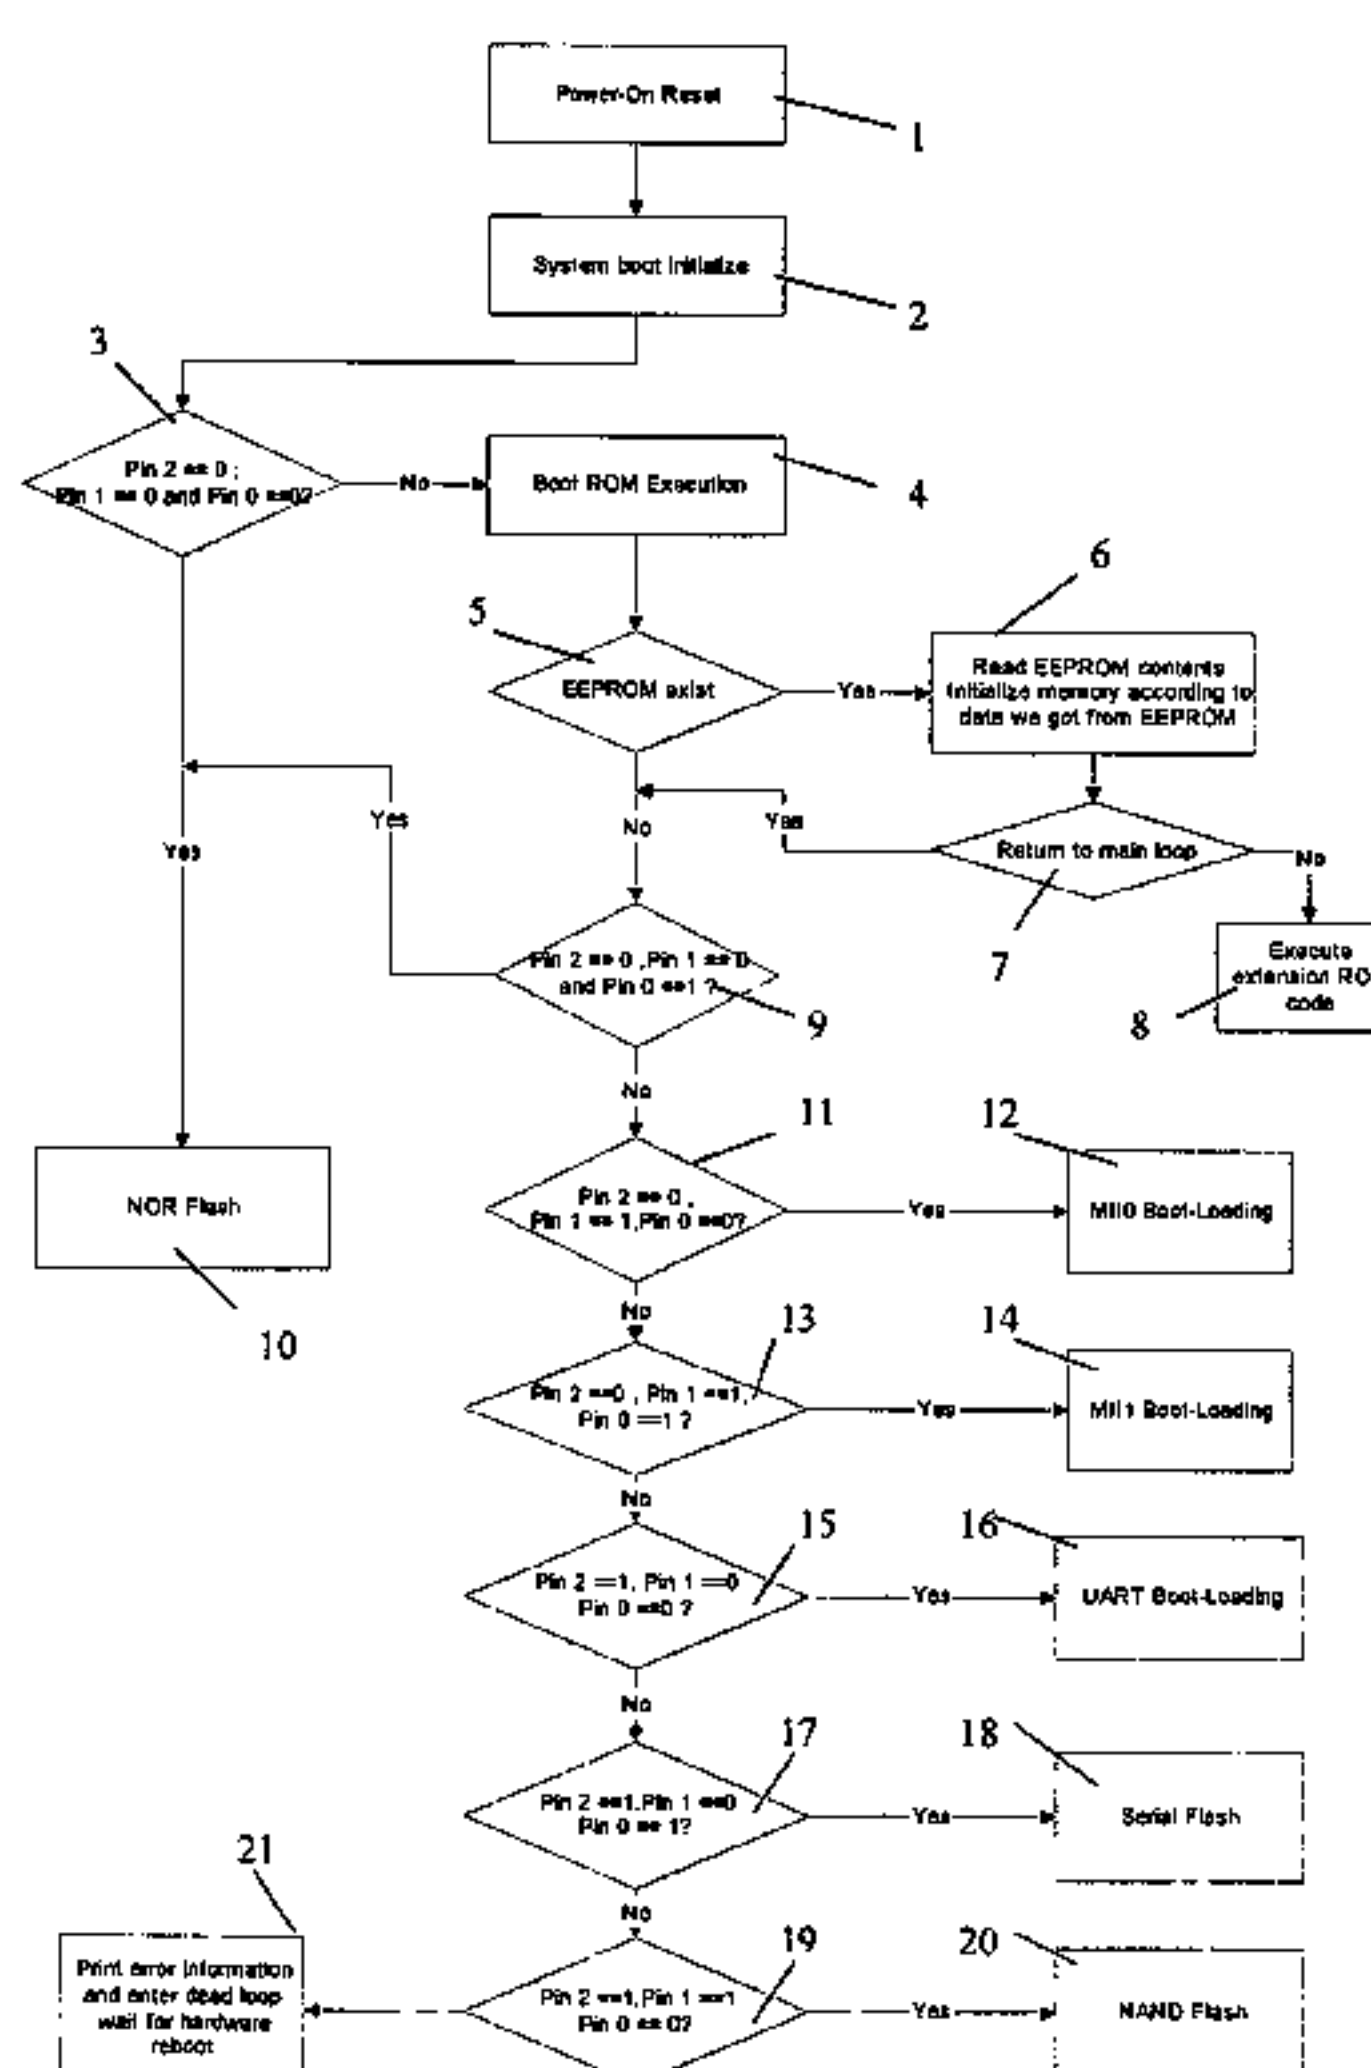 Power-On Reset
1
System boot Initialize
2
3
Pin 2 == 0 ;
Pin 1 == 0 and Pin 0 ==0?
No
Boot ROM Execution
4
5
EEPROM exist
Yes
6
Read EEPROM contents
Initialize memory according to
data we got from EEPROM
Yes
Yes
No
Yes
Return to main loop
No
7
Execute
extension RO
code
8
Pin 2 == 0 ,Pin 1 == 0
and Pin 0 ==1 ?
9
No
NOR Flash
10
11
Pin 2 == 0 ,
Pin 1 == 1,Pin 0 ==0?
Yes
12
MII0 Boot-Loading
No
13
Pin 2 ==0 , Pin 1 ==1,
Pin 0 ==1 ?
Yes
14
MII1 Boot-Loading
No
15
Pin 2 ==1, Pin 1 ==0
Pin 0 ==0 ?
Yes
16
UART Boot-Loading
No
17
Pin 2 ==1,Pin 1 ==0
Pin 0 == 1?
Yes
18
Serial Flash
No
21
Print error information
and enter dead loop
wait for hardware
reboot
19
Pin 2 ==1,Pin 1 ==1
Pin 0 == 0?
Yes
20
NAND Flash